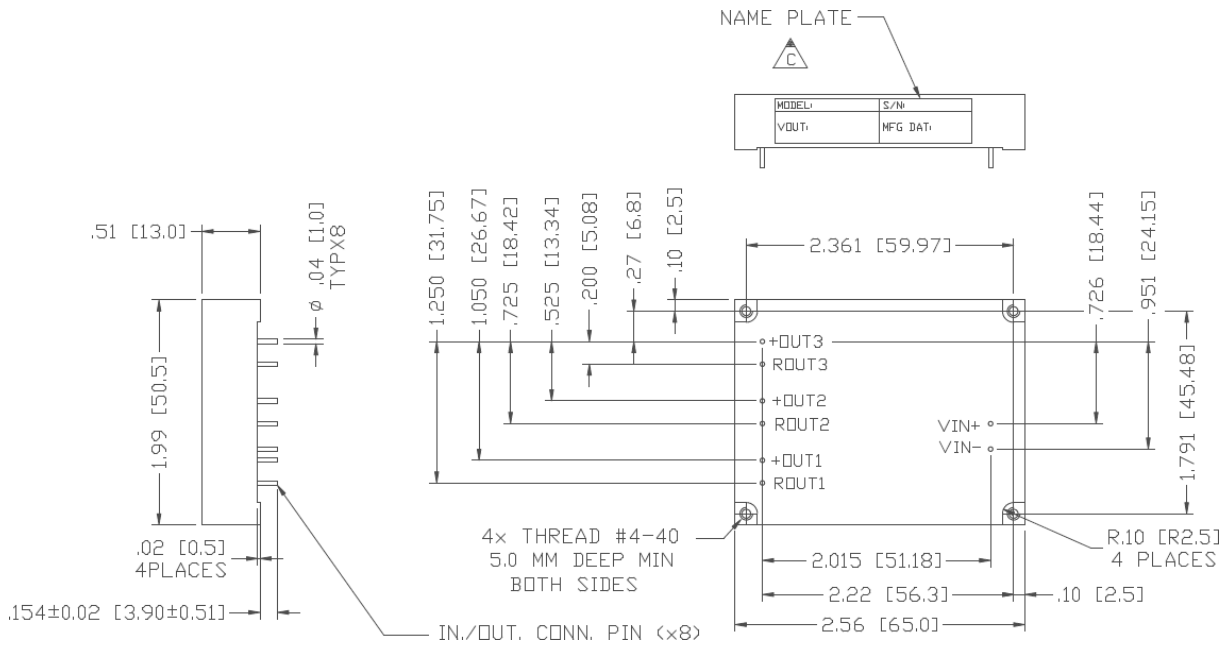 NAME PLATE
C
MODEL:
S/N:
VOUT:
MFG DAT:
.51 [13.0]
Ø .04 [1.0]
TYPX8
1.250 [31.75]
1.050 [26.67]
.725 [18.42]
.525 [13.34]
.200 [5.08]
.27 [6.8]
.10 [2.5]
2.361 [59.97]
.726 [18.44]
.951 [24.15]
1.99 [50.5]
+OUT3
ROUT3
+OUT2
ROUT2
+OUT1
ROUT1
VIN+
VIN-
1.791 [45.48]
.02 [0.5]
4PLACES
.154±0.02 [3.90±0.51]
IN./OUT. CONN. PIN (x8)
4x THREAD #4-40
5.0 MM DEEP MIN
BOTH SIDES
2.015 [51.18]
R.10 [R2.5]
4 PLACES
2.22 [56.3]
.10 [2.5]
2.56 [65.0]